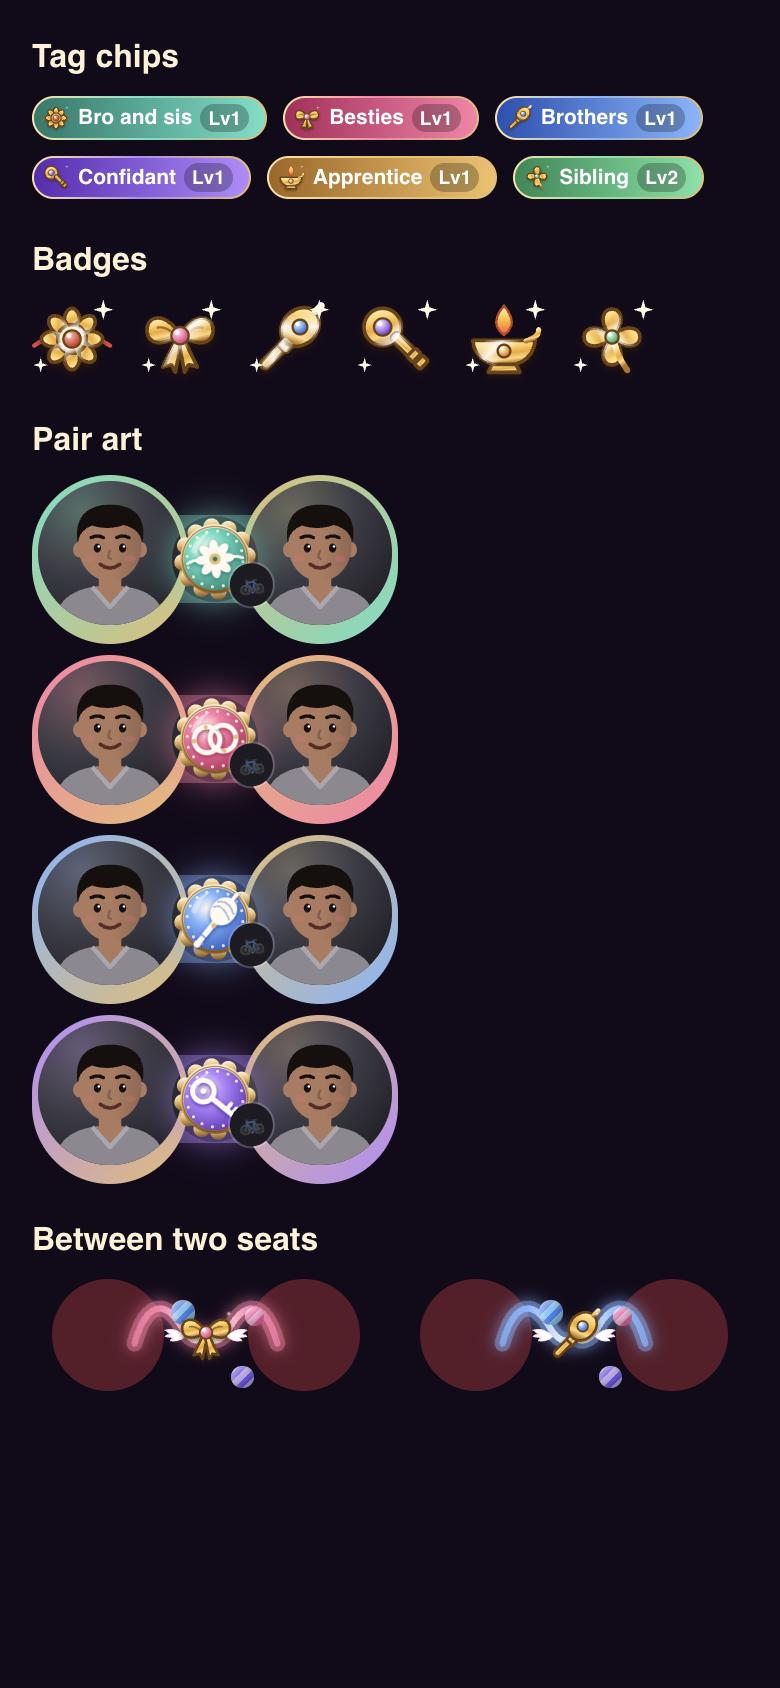 Tag chips
Bro and sis Lv1 Besties Lv1 Brothers Lv1
Confidant Lv1 Apprentice Lv1 Sibling Lv2
Badges
Pair art
Between two seats